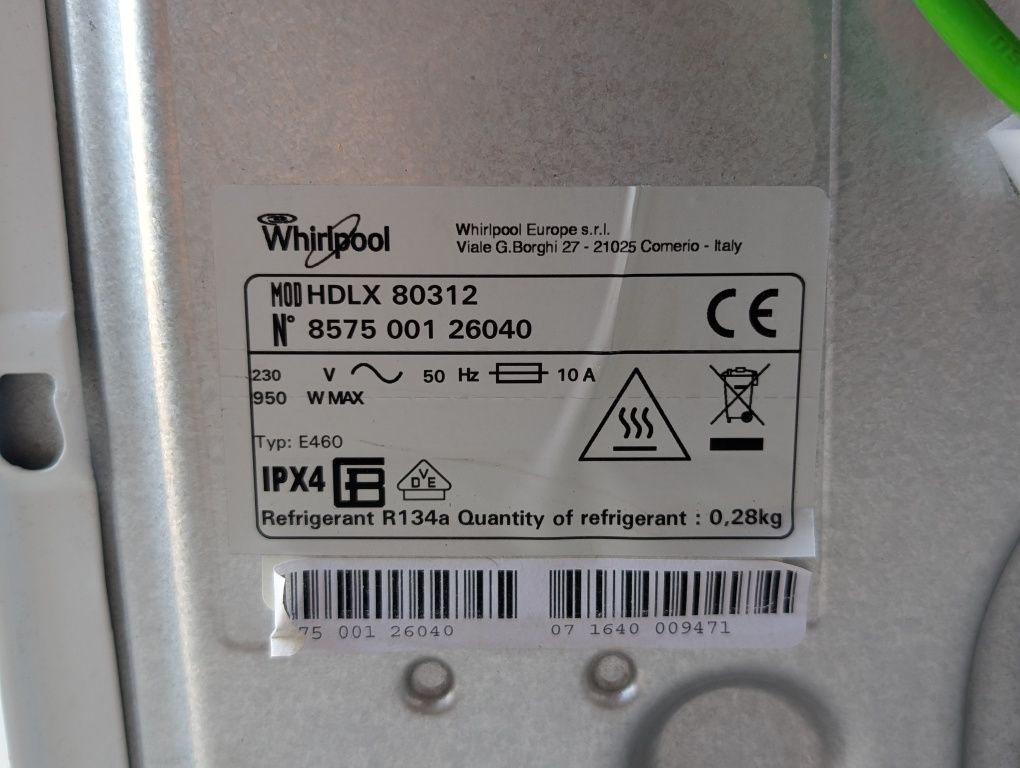 Whirlpool
Whirlpool Europe s.r.l.
Viale G.Borghi 27 - 21025 Comerio - Italy
MOD HDLX 80312
N° 8575 001 26040
CE
230 V 50 Hz 10 A
950 W MAX
Typ: E460
IPX4
DVE
Refrigerant R134a Quantity of refrigerant : 0,28kg
75 001 26040
07 1640 009471